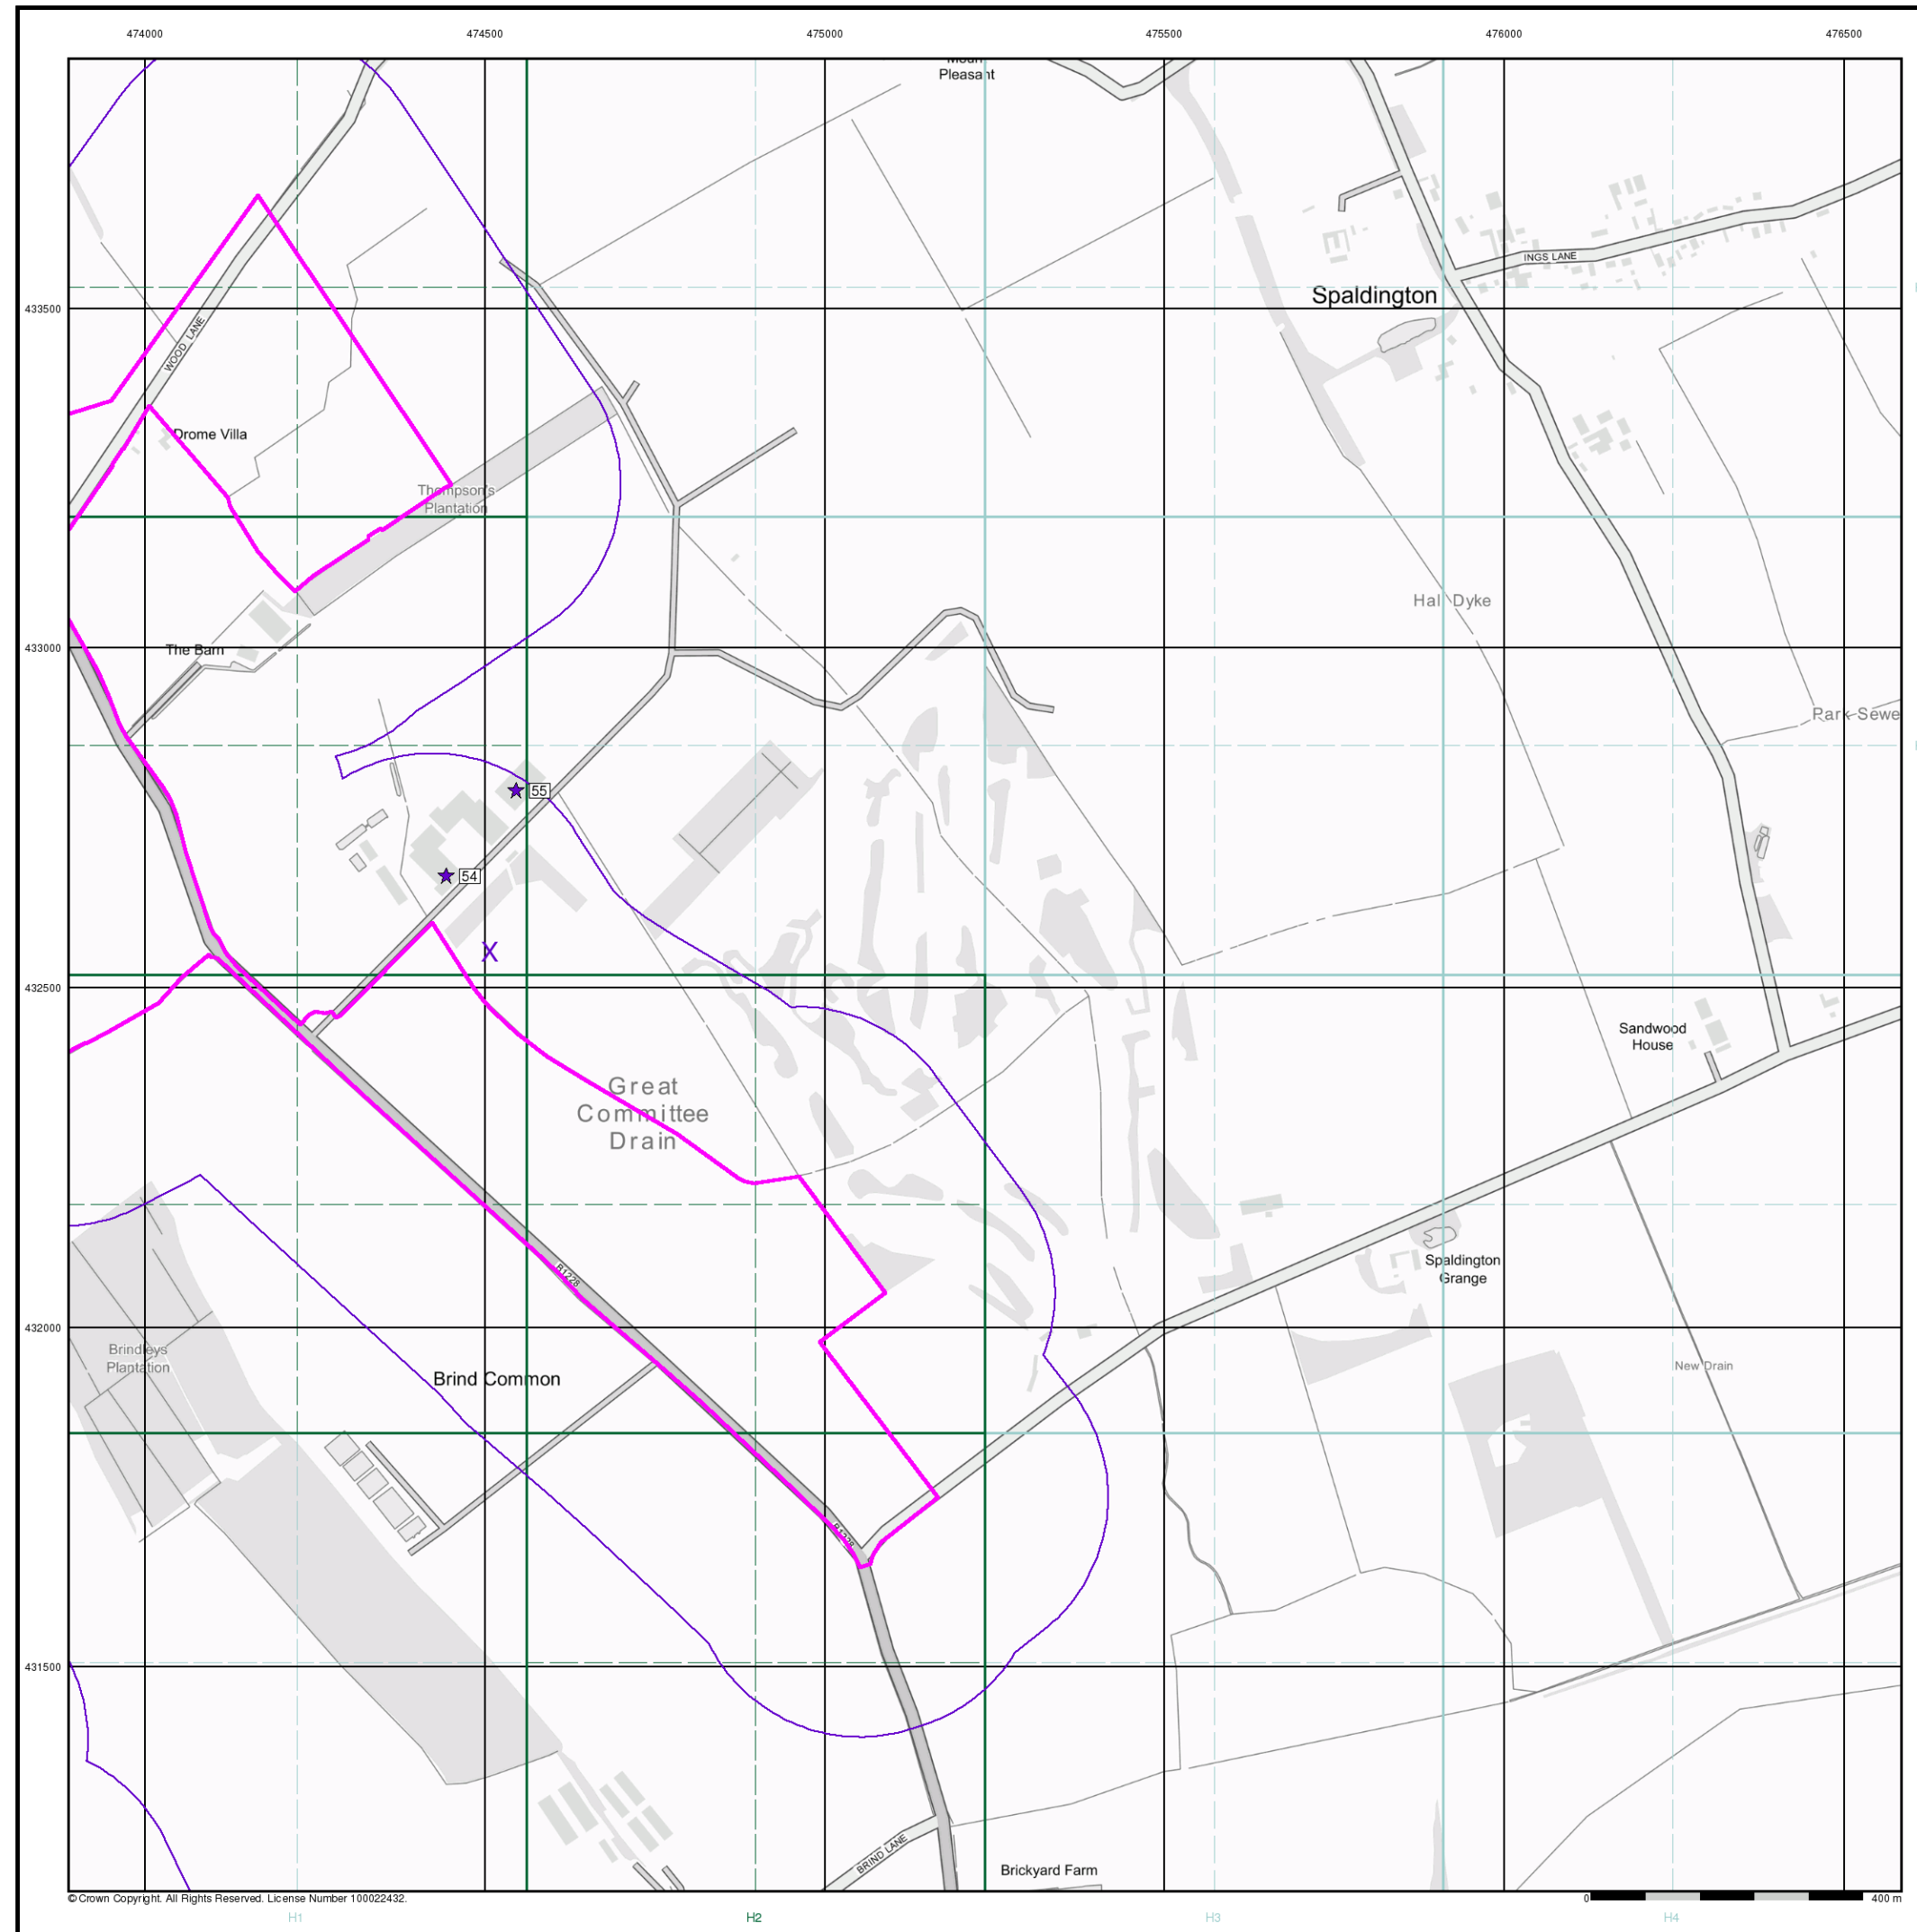 474000
474500
475000
475500
476000
476500
Pleasant
INGS LANE
Spaldington
433500
WOOD LANE
Drome Villa
Thompson's
Plantation
Hall Dyke
433000
The Barn
Park Sewe
55
54
X
432500
Sandwood
House
Great
Committee
Drain
B1228
Spaldington
Grange
432000
Brindleys
Plantation
Brind Common
New Drain
B1228
431500
BRIND LANE
Brickyard Farm
© Crown Copyright. All Rights Reserved. License Number 100022432.
0
400 m
H1
H2
H3
H4